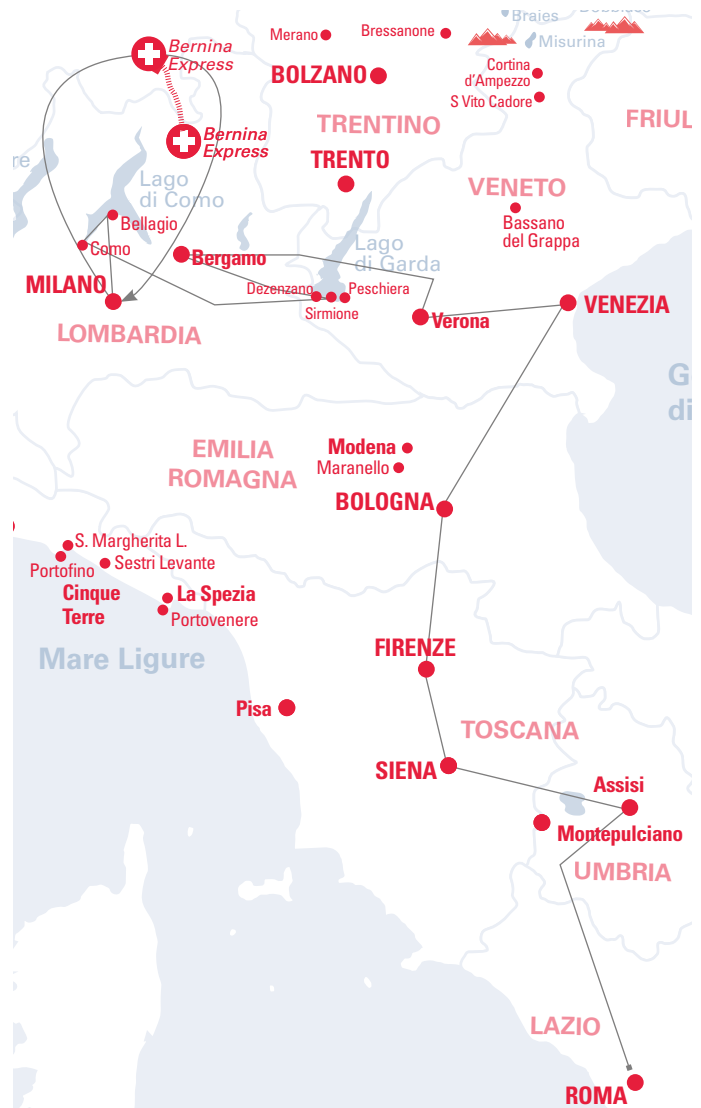 Braies
Misurina
Merano
Bressanone
Bernina
Express
BOLZANO
Cortina
d'Ampezzo
S Vito Cadore
TRENTINO
FRIUL
Bernina
Express
TRENTO
re
Lago
di Como
VENETO
Bellagio
Bassano
del Grappa
Como
Bergamo
Lago
di Garda
MILANO
Dezenzano
Peschiera
Sirmione
Verona
VENEZIA
LOMBARDIA
G
di
EMILIA
ROMAGNA
Modena
Maranello
BOLOGNA
S. Margherita L.
Portofino
Sestri Levante
Cinque
Terre
La Spezia
Portovenere
Mare Ligure
FIRENZE
Pisa
TOSCANA
SIENA
Assisi
Montepulciano
UMBRIA
LAZIO
ROMA